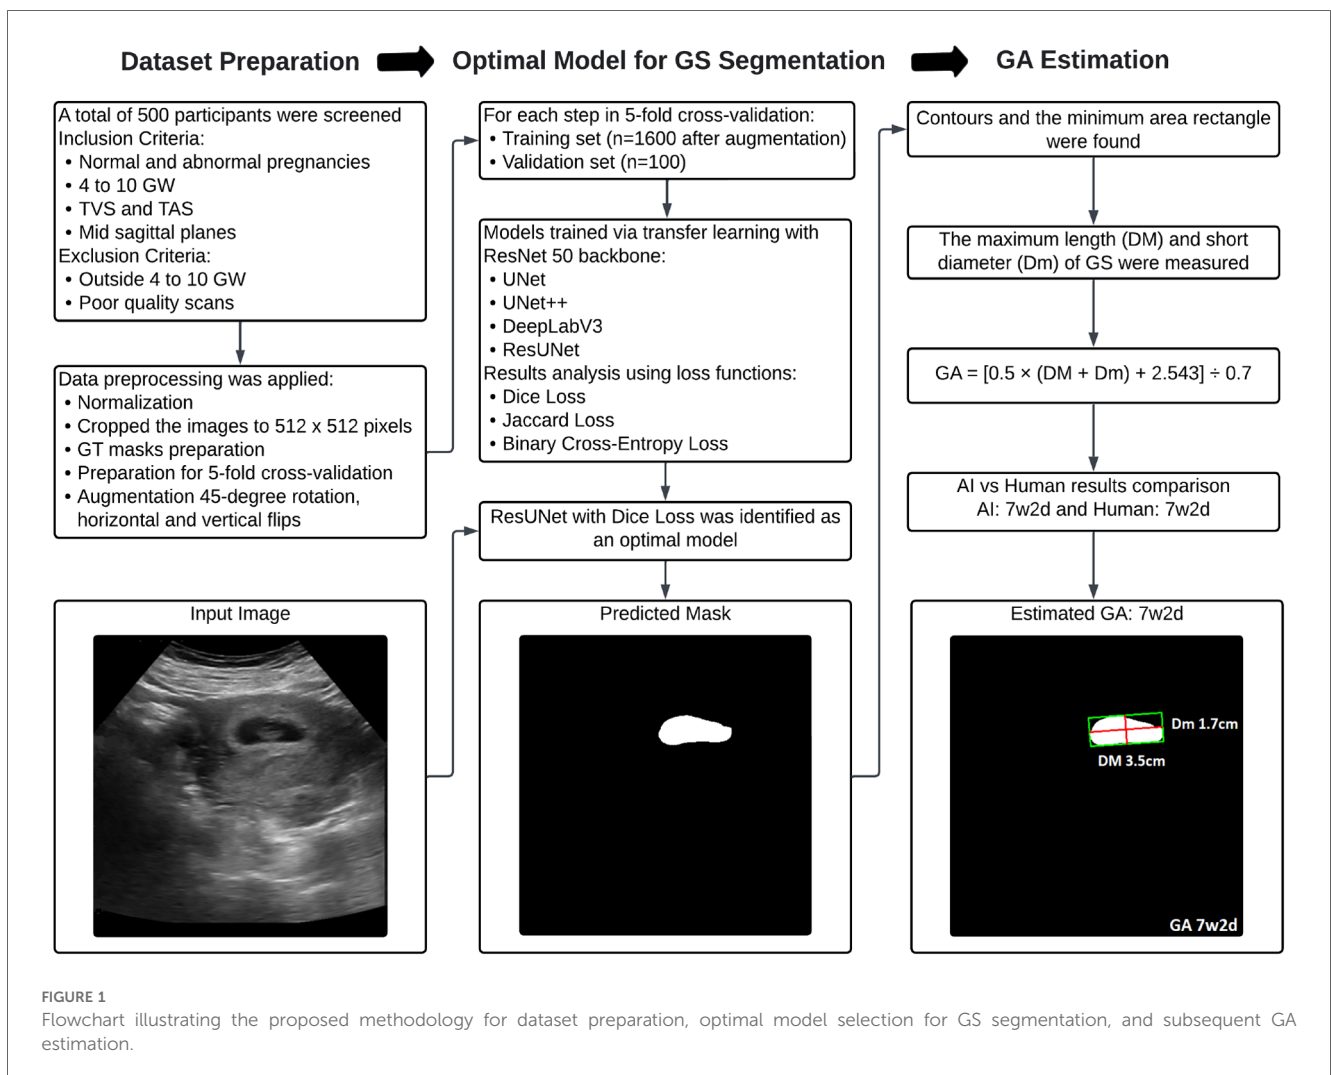 Dataset Preparation
Optimal Model for GS Segmentation
GA Estimation
A total of 500 participants were screened
Inclusion Criteria:
• Normal and abnormal pregnancies
• 4 to 10 GW
• TVS and TAS
• Mid sagittal planes
Exclusion Criteria:
• Outside 4 to 10 GW
• Poor quality scans
Data preprocessing was applied:
• Normalization
• Cropped the images to 512 x 512 pixels
• GT masks preparation
• Preparation for 5-fold cross-validation
• Augmentation 45-degree rotation,
horizontal and vertical flips
Input Image
For each step in 5-fold cross-validation:
• Training set (n=1600 after augmentation)
• Validation set (n=100)
Models trained via transfer learning with
ResNet 50 backbone:
• UNet
• UNet++
• DeepLabV3
• ResUNet
Results analysis using loss functions:
• Dice Loss
• Jaccard Loss
• Binary Cross-Entropy Loss
ResUNet with Dice Loss was identified as
an optimal model
Predicted Mask
Contours and the minimum area rectangle
were found
The maximum length (DM) and short
diameter (Dm) of GS were measured
GA = [0.5 × (DM + Dm) + 2.543] ÷ 0.7
AI vs Human results comparison
AI: 7w2d and Human: 7w2d
Estimated GA: 7w2d
Dm 1.7cm
DM 3.5cm
GA 7w2d
FIGURE 1
Flowchart illustrating the proposed methodology for dataset preparation, optimal model selection for GS segmentation, and subsequent GA
estimation.